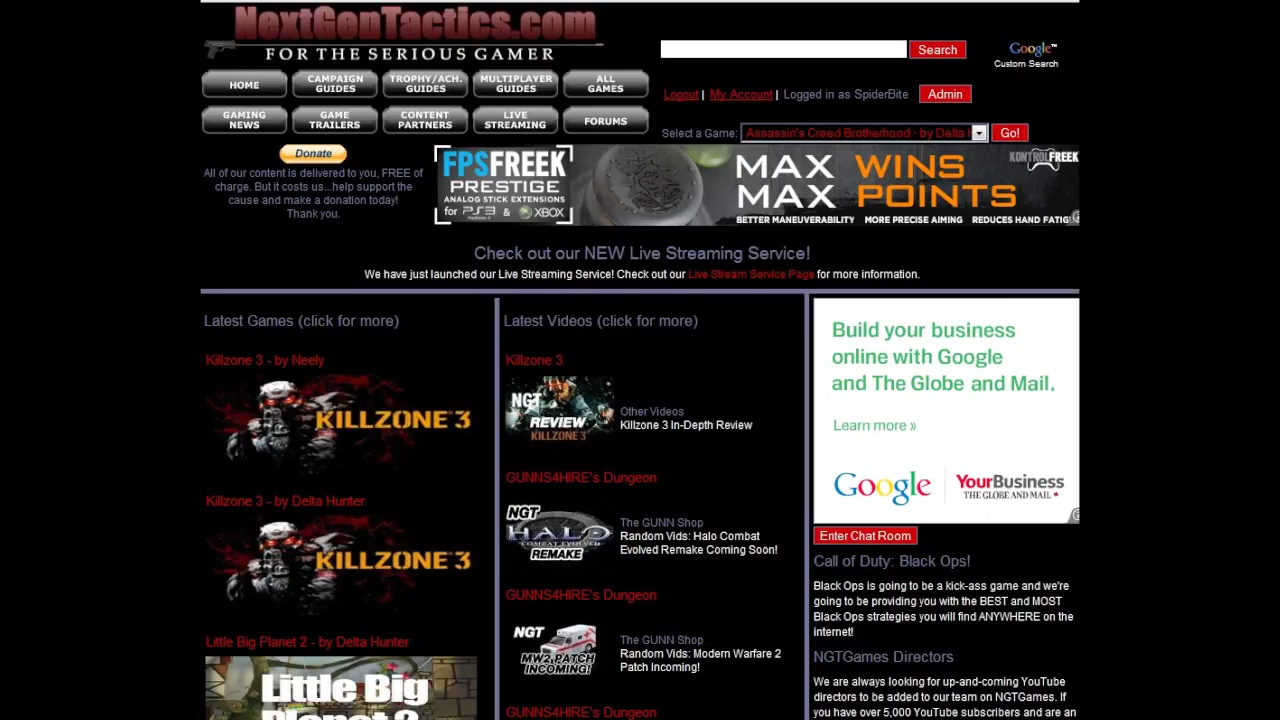 NextGenTactics.com
FOR THE SERIOUS GAMER
Search
Google™
Custom Search
HOME
CAMPAIGN
GUIDES
TROPHY/ACH.
GUIDES
MULTIPLAYER
GUIDES
ALL
GAMES
Logout | My Account | Logged in as SpiderBite Admin
GAMING
NEWS
GAME
TRAILERS
CONTENT
PARTNERS
LIVE
STREAMING
FORUMS
Select a Game: Assassin's Creed Brotherhood - by Delta Go!
Donate
All of our content is delivered to you, FREE of
charge. But it costs us...help support the
cause and make a donation today!
Thank you.
FPSFREEK
PRESTIGE
ANALOG STICK EXTENSIONS
for PS3 & XBOX
MAX WINS
MAX POINTS
KONTROLFREEK
BETTER MANEUVERABILITY MORE PRECISE AIMING REDUCES HAND FATIG
Check out our NEW Live Streaming Service!
We have just launched our Live Streaming Service! Check out our Live Stream Service Page for more information.
Latest Games (click for more)
Killzone 3 - by Neely
KILLZONE 3
Killzone 3 - by Delta Hunter
KILLZONE 3
Little Big Planet 2 - by Delta Hunter
Little Big
Planet 2
Latest Videos (click for more)
Killzone 3
NGT
REVIEW
KILLZONE 3
Other Videos
Killzone 3 In-Depth Review
GUNNS4HIRE's Dungeon
NGT
HALO
COMBAT EVOLVED
REMAKE
The GUNN Shop
Random Vids: Halo Combat
Evolved Remake Coming Soon!
GUNNS4HIRE's Dungeon
NGT
MW2 PATCH
INCOMING!
The GUNN Shop
Random Vids: Modern Warfare 2
Patch Incoming!
GUNNS4HIRE's Dungeon
Build your business
online with Google
and The Globe and Mail.
Learn more »
Google
YourBusiness
THE GLOBE AND MAIL
Enter Chat Room
Call of Duty: Black Ops!
Black Ops is going to be a kick-ass game and we're
going to be providing you with the BEST and MOST
Black Ops strategies you will find ANYWHERE on the
internet!
NGTGames Directors
We are always looking for up-and-coming YouTube
directors to be added to our team on NGTGames. If
you have over 5,000 YouTube subscribers and are an